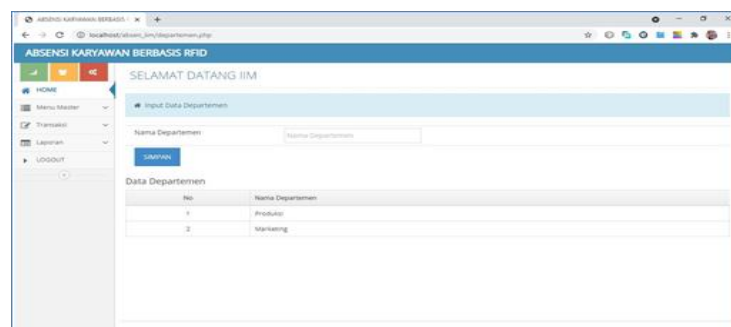 ABSENSI KARYAWAN BERBASIS
localhost/absen_iim/departemen.php
ABSENSI KARYAWAN BERBASIS RFID
SELAMAT DATANG IIM
HOME
Input Data Departemen
Menu Master
Transaksi
Nama Departemen
Nama Departemen
Laporan
SIMPAN
LOGOUT
Data Departemen
No Nama Departemen
1 Produksi
2 Marketing